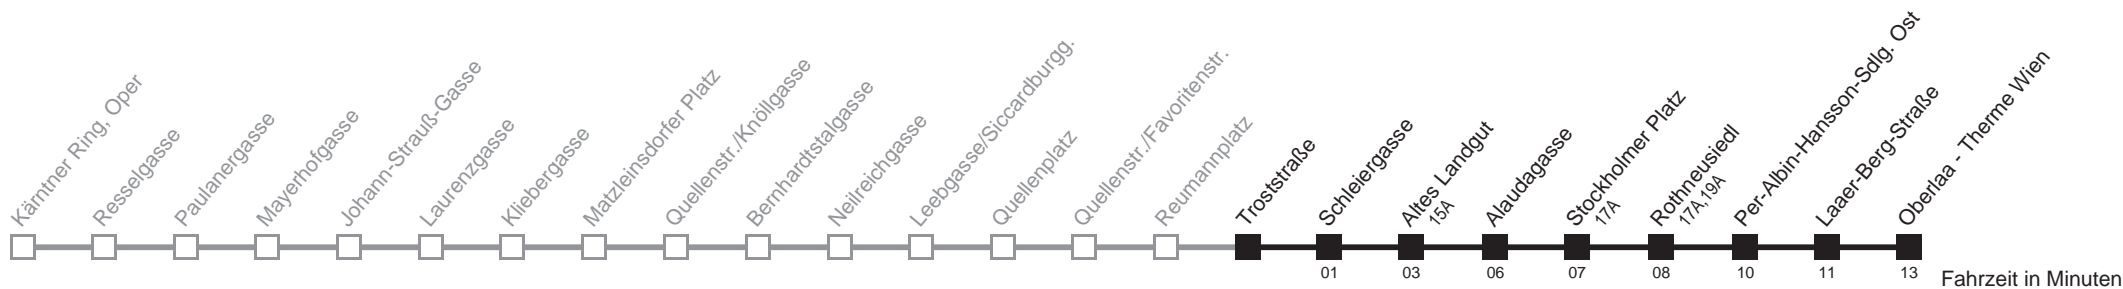 Kärntner Ring, Oper
Resselgasse
Paulanergasse
Mayerhofgasse
Johann-Strauß-Gasse
Laurenzgasse
Kliebergasse
Matzleinsdorfer Platz
Quellenstr./Knöllgasse
Bernhardtstalgasse
Neilreichgasse
Leebgasse/Siccardburgg.
Quellenplatz
Quellenstr./Favoritenstr.
Reumannplatz
Troststraße
Schleiergasse
Altes Landgut
15A
Alaudagasse
Stockholmer Platz
17A
Rothneusiedl
17A,19A
Per-Albin-Hansson-Sdlg. Ost
Laaer-Berg-Straße
Oberlaa - Therme Wien
01 03 06 07 08 10 11 13 Fahrzeit in Minuten